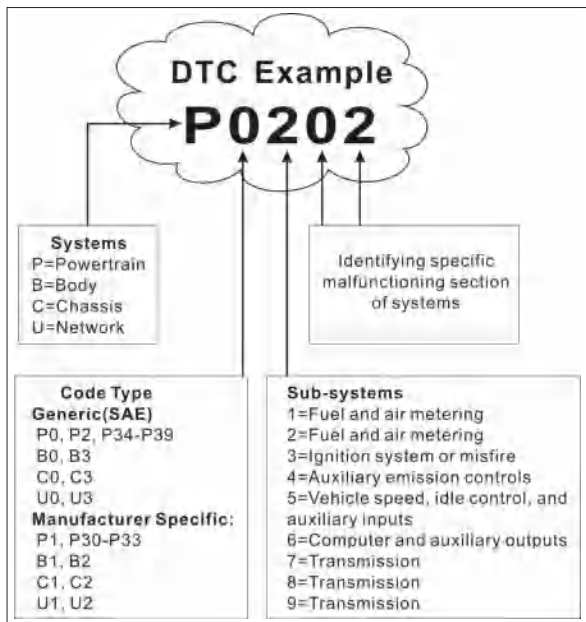 DTC Example
P0202
Systems
P=Powertrain
B=Body
C=Chassis
U=Network
Identifying specific
malfunctioning section
of systems
Code Type
Generic(SAE)
P0, P2, P34-P39
B0, B3
C0, C3
U0, U3
Manufacturer Specific:
P1, P30-P33
B1, B2
C1, C2
U1, U2
Sub-systems
1=Fuel and air metering
2=Fuel and air metering
3=Ignition system or misfire
4=Auxiliary emission controls
5=Vehicle speed, idle control, and
auxiliary inputs
6=Computer and auxiliary outputs
7=Transmission
8=Transmission
9=Transmission